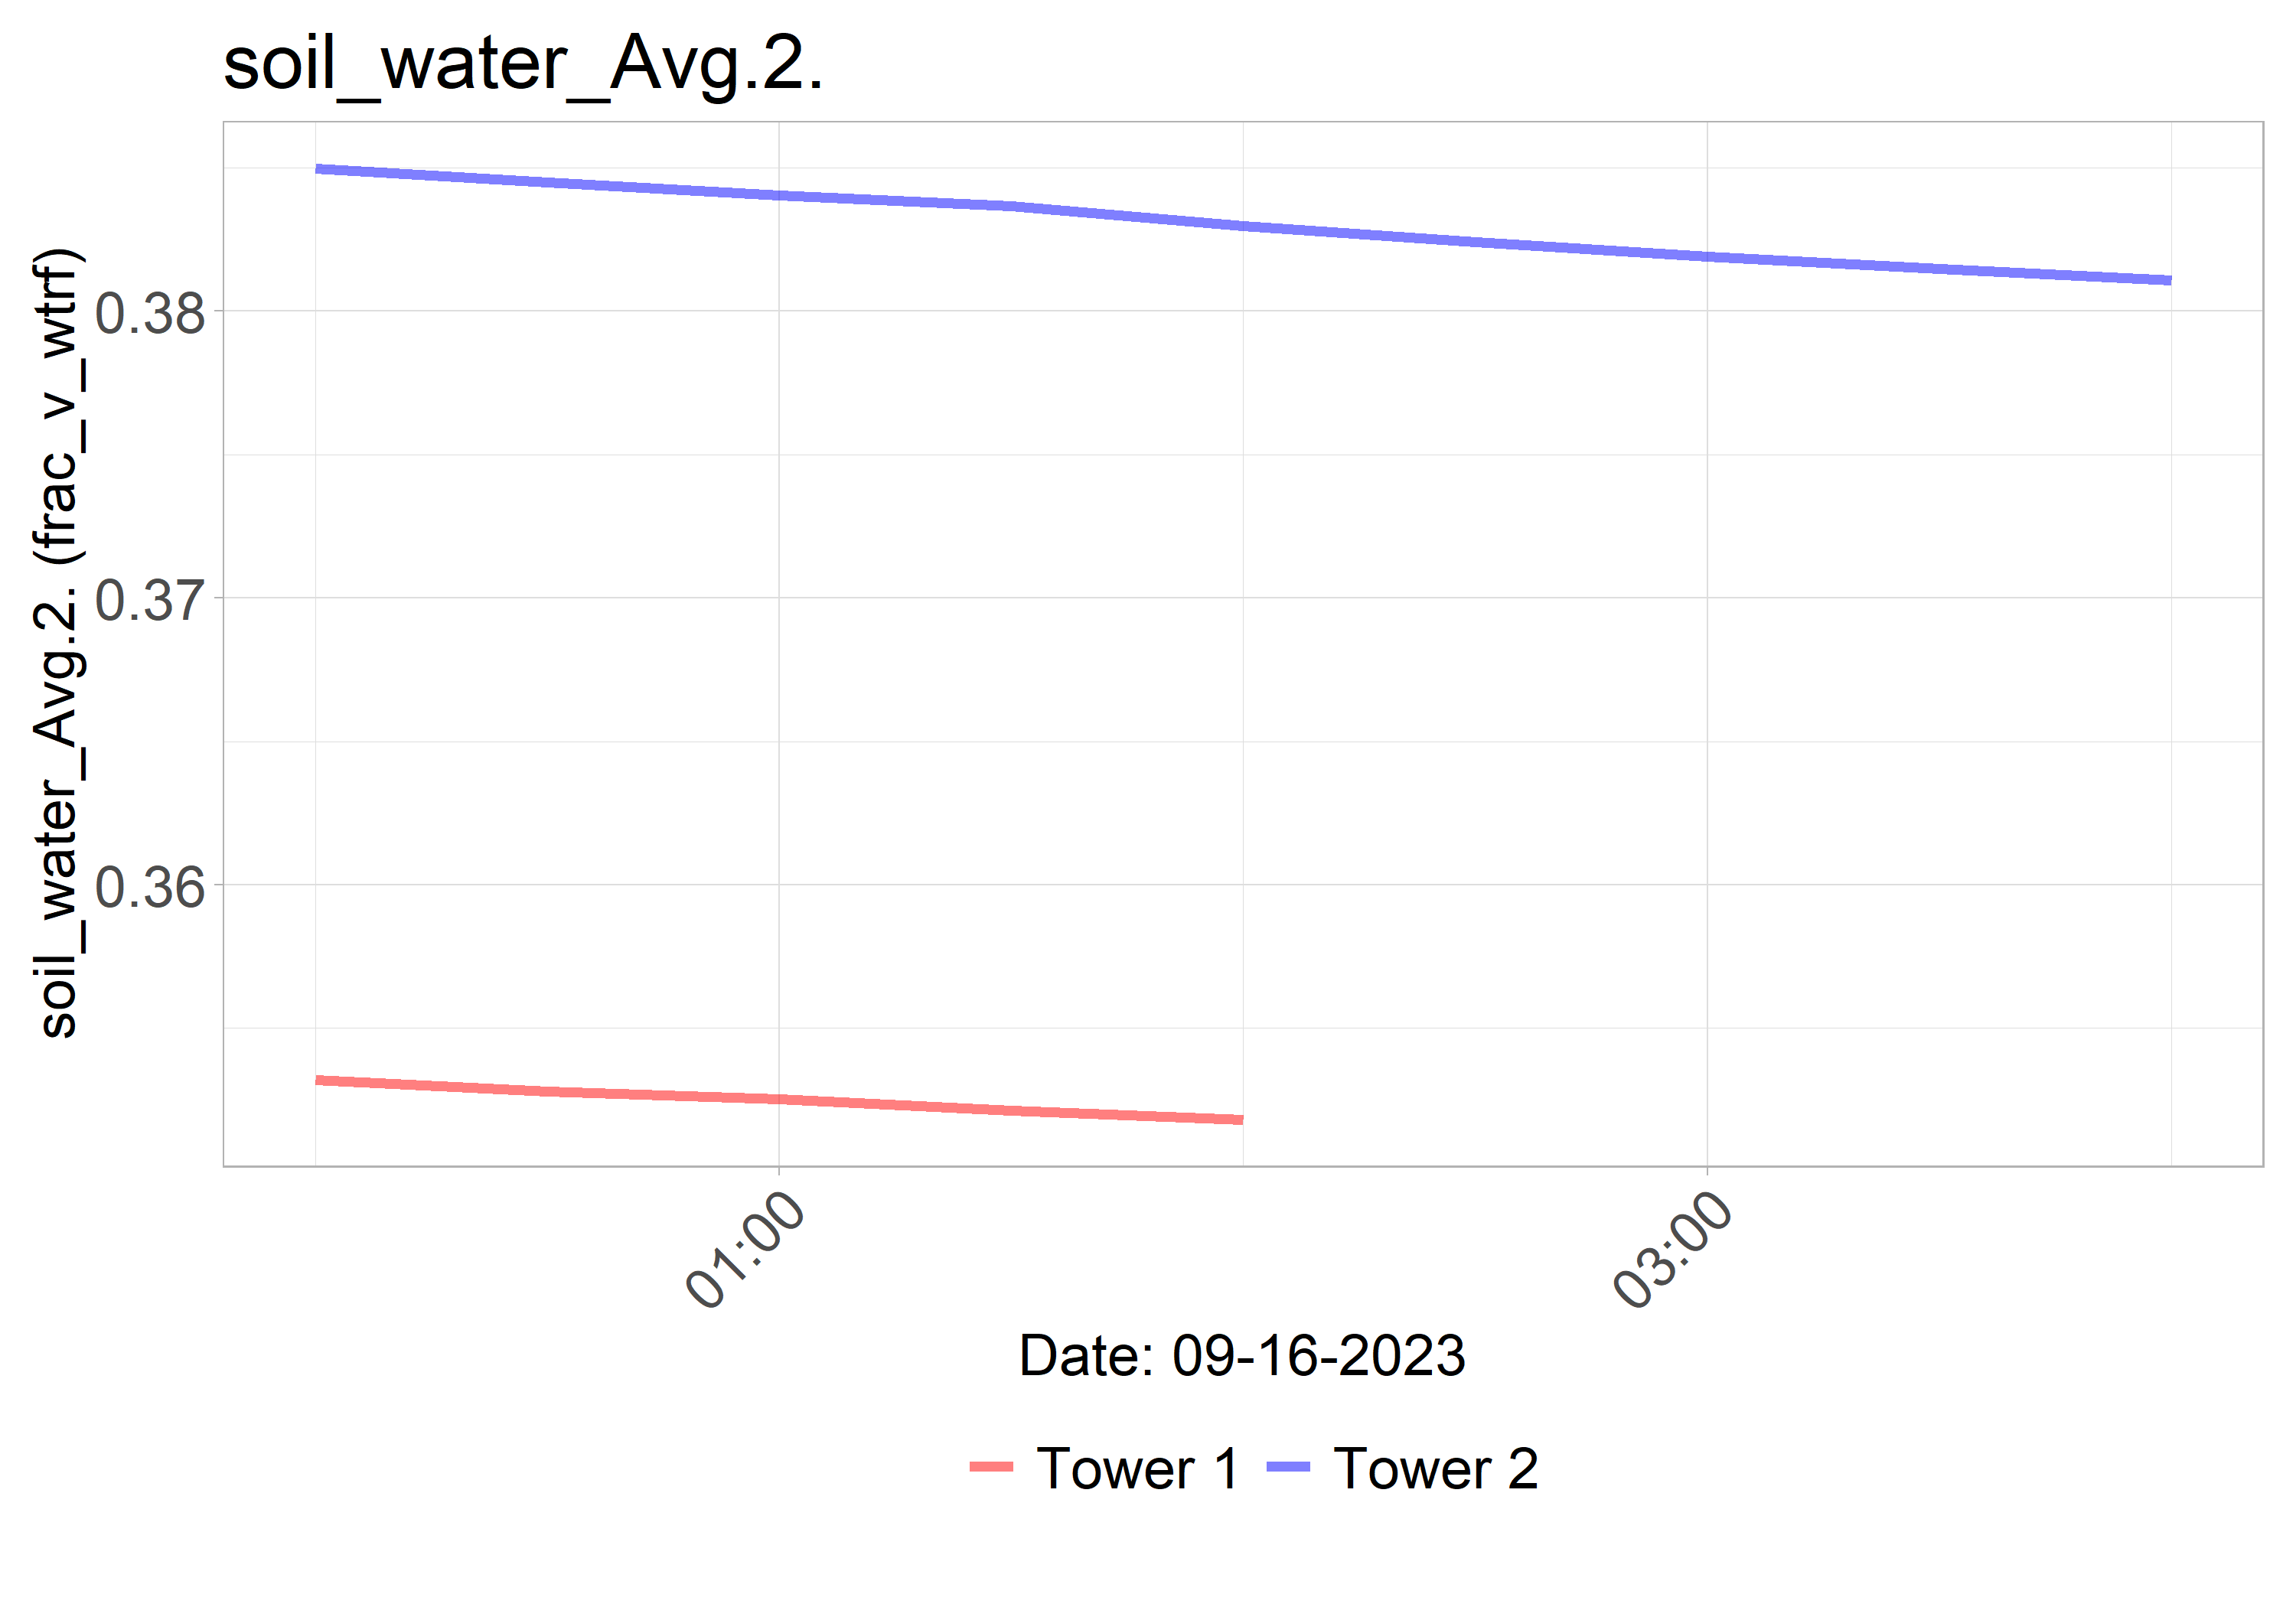 soil_water_Avg.2.
soil_water_Avg.2. (frac_v_wtrf)
0.38
0.37
0.36
01:00
03:00
Date: 09-16-2023
Tower 1
Tower 2